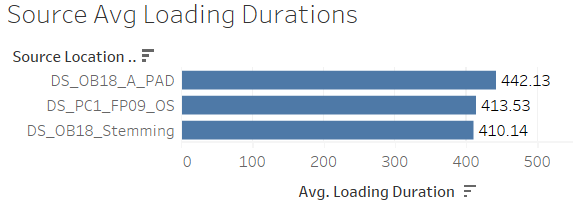 Source Avg Loading Durations
Source Location ..
DS_OB18_A_PAD 442.13
DS_PC1_FP09_OS 413.53
DS_OB18_Stemming 410.14
0 100 200 300 400 500
Avg. Loading Duration